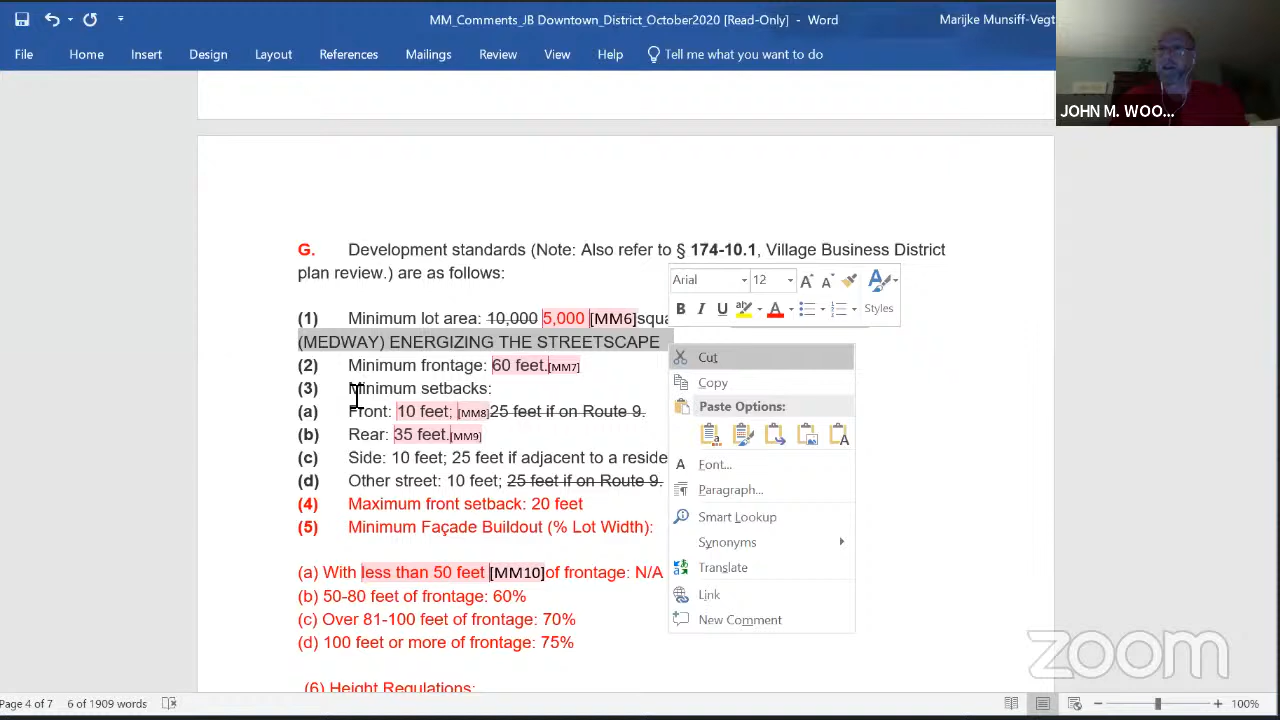 MM_Comments_JB Downtown_District_October2020 [Read-Only] - Word
Marijke Munsiff-Vegt
File Home Insert Design Layout References Mailings Review View Help Tell me what you want to do
JOHN M. WOO...
G. Development standards (Note: Also refer to § 174-10.1, Village Business District
plan review.) are as follows:
Arial 12
B I U ab A Styles
(1) Minimum lot area: 10,000 5,000 [MM6]squa
(MEDWAY) ENERGIZING THE STREETSCAPE
(2) Minimum frontage: 60 feet.[MM7]
(3) Minimum setbacks:
(a) Front: 10 feet; [MM8]25 feet if on Route 9.
(b) Rear: 35 feet.[MM9]
(c) Side: 10 feet; 25 feet if adjacent to a reside
(d) Other street: 10 feet; 25 feet if on Route 9.
(4) Maximum front setback: 20 feet
(5) Minimum Façade Buildout (% Lot Width):
(a) With less than 50 feet [MM10]of frontage: N/A
(b) 50-80 feet of frontage: 60%
(c) Over 81-100 feet of frontage: 70%
(d) 100 feet or more of frontage: 75%
(6) Height Regulations:
Cut
Copy
Paste Options:
Font...
Paragraph...
Smart Lookup
Synonyms
Translate
Link
New Comment
zoom
Page 4 of 7 6 of 1909 words
100%